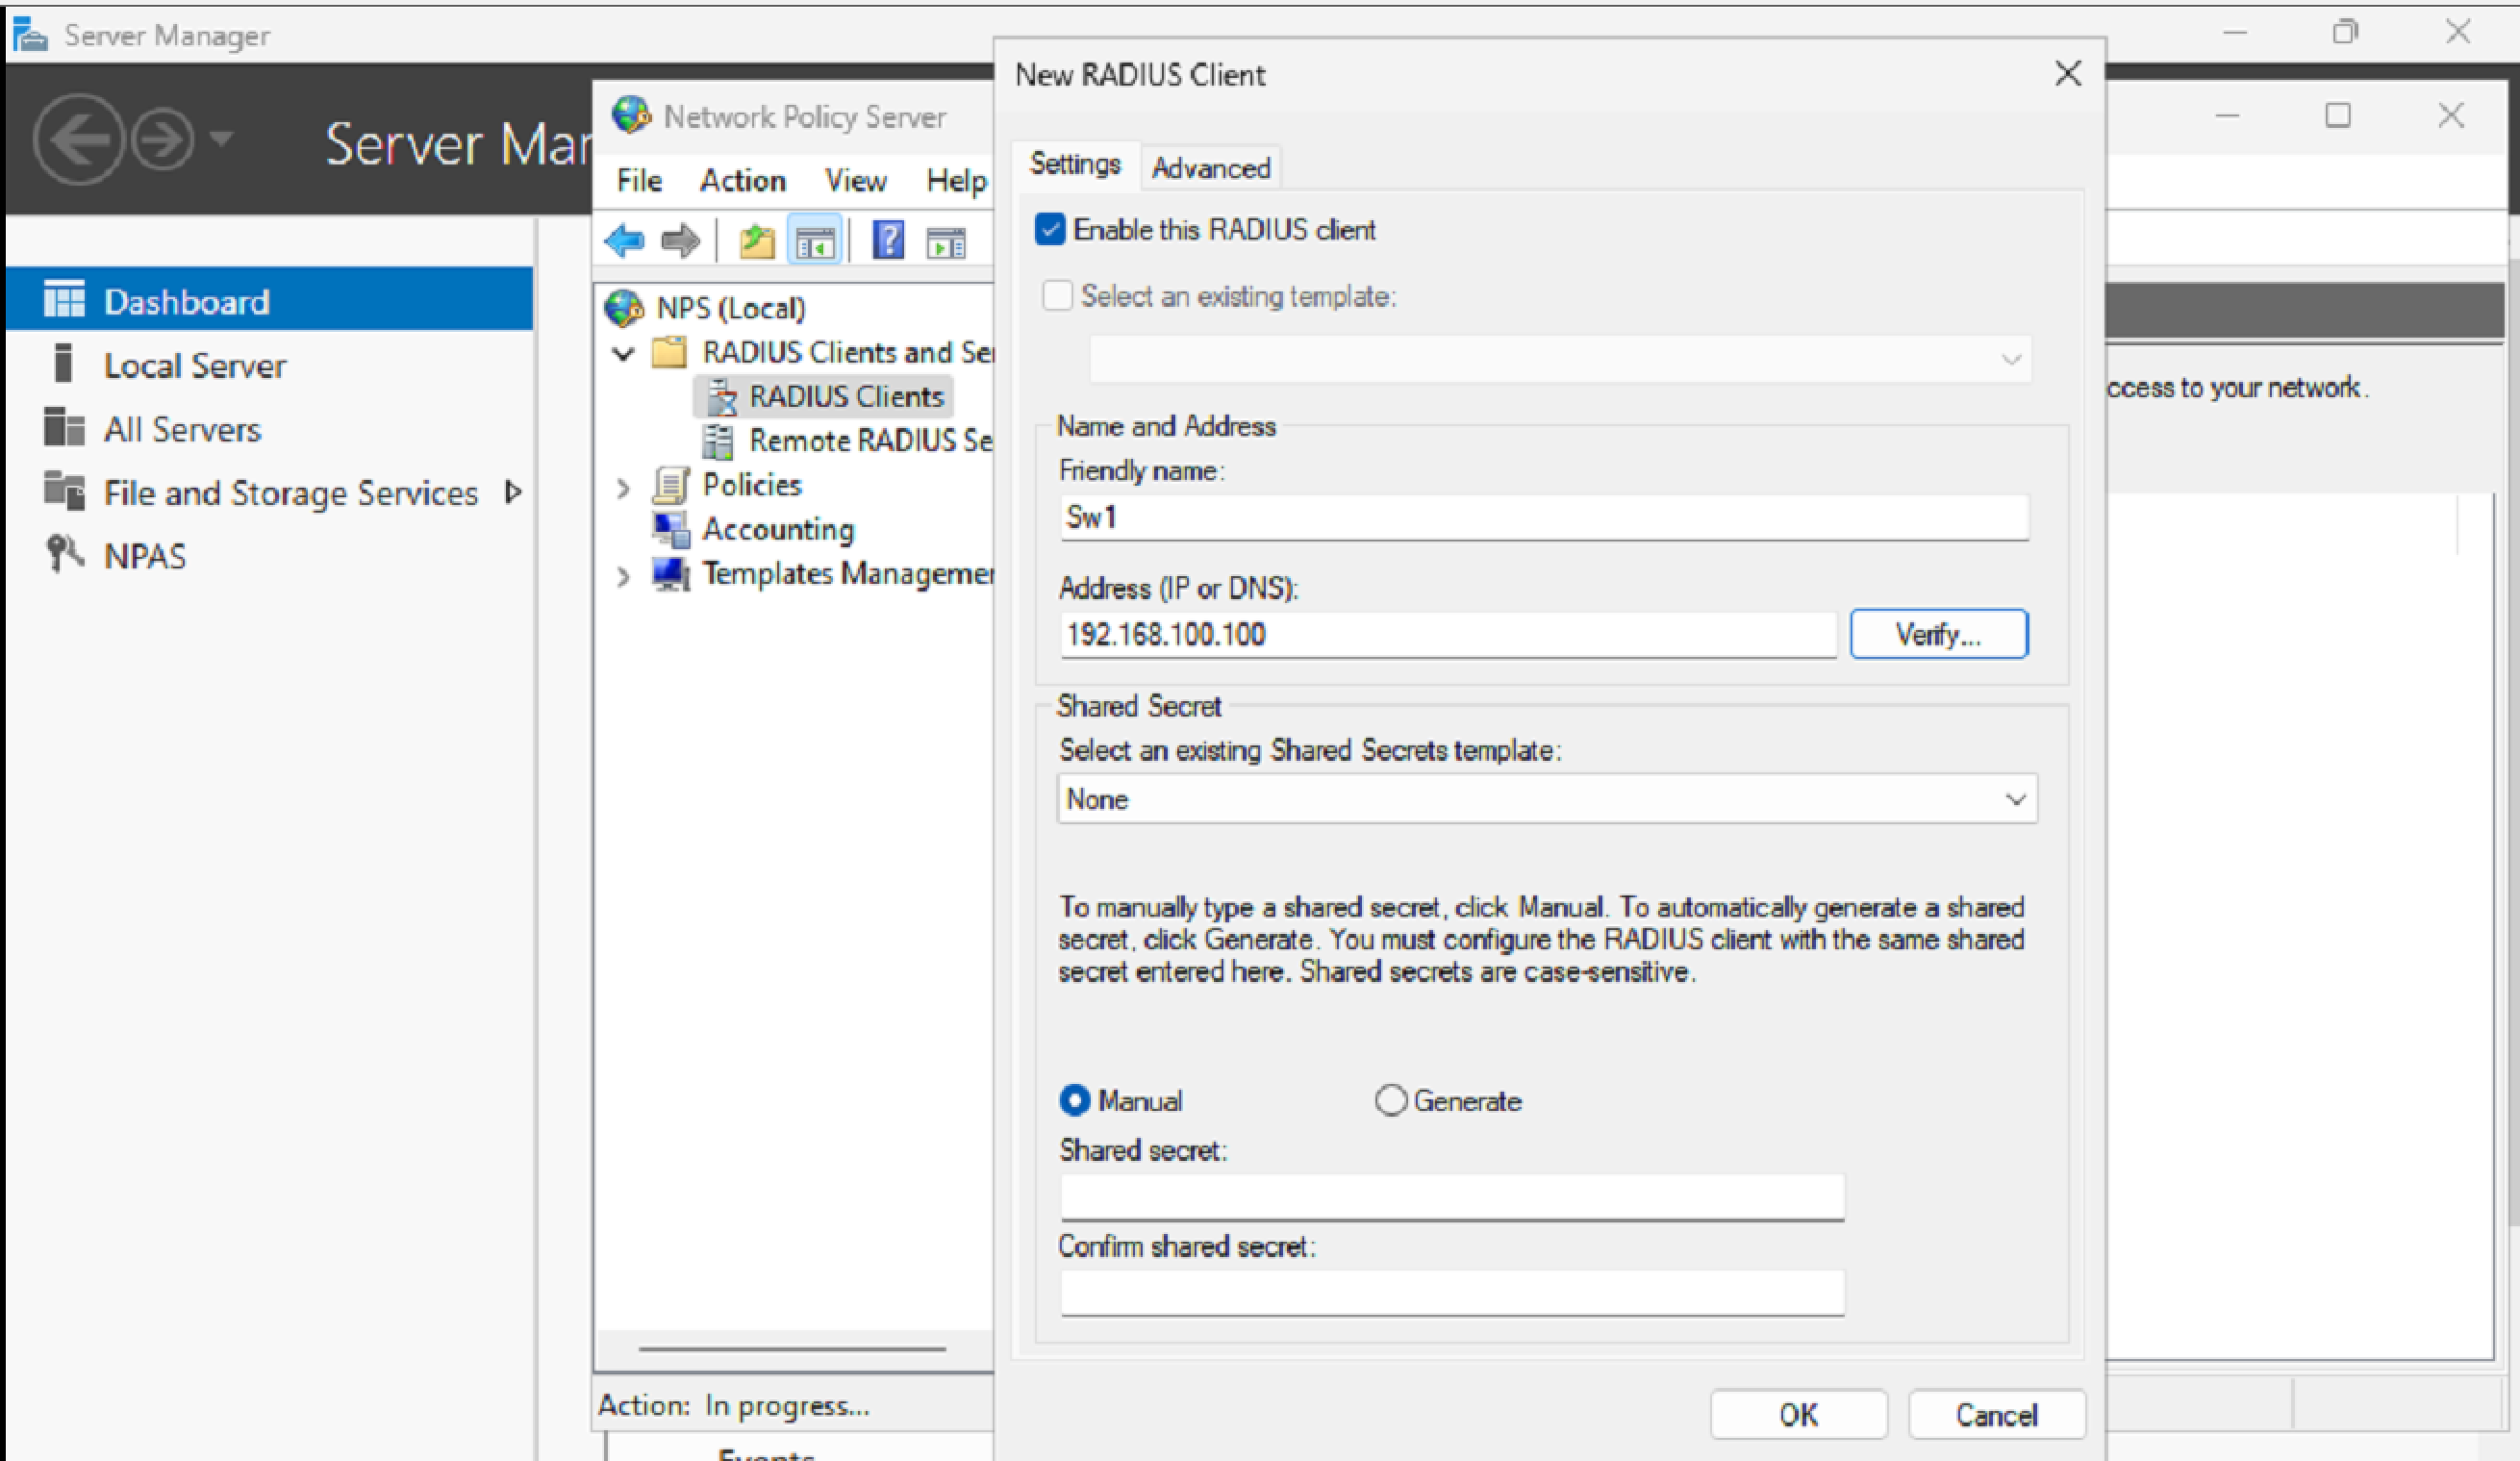 Server Manager
Server Mar
Dashboard
Local Server
All Servers
File and Storage Services
NPAS
Network Policy Server
File Action View Help
NPS (Local)
RADIUS Clients and Se
RADIUS Clients
Remote RADIUS Se
Policies
Accounting
Templates Managemer
Action: In progress...
New RADIUS Client
Settings Advanced
Enable this RADIUS client
Select an existing template:
Name and Address
Friendly name:
Sw1
Address (IP or DNS):
192.168.100.100 Verify...
Shared Secret
Select an existing Shared Secrets template:
None
To manually type a shared secret, click Manual. To automatically generate a shared
secret, click Generate. You must configure the RADIUS client with the same shared
secret entered here. Shared secrets are case-sensitive.
Manual Generate
Shared secret:
Confirm shared secret:
OK Cancel
ccess to your network.